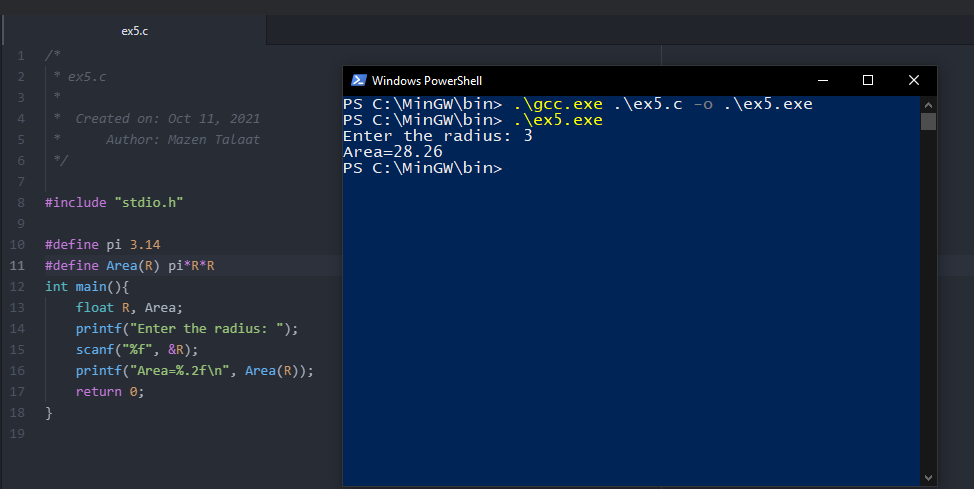 ex5.c
1 /*
2  * ex5.c
3  *
4  *  Created on: Oct 11, 2021
5  *      Author: Mazen Talaat
6  */
7
8 #include "stdio.h"
9
10 #define pi 3.14
11 #define Area(R) pi*R*R
12 int main(){
13     float R, Area;
14     printf("Enter the radius: ");
15     scanf("%f", &R);
16     printf("Area=%.2f\n", Area(R));
17     return 0;
18 }
19
Windows PowerShell
PS C:\MinGW\bin> .\gcc.exe .\ex5.c -o .\ex5.exe
PS C:\MinGW\bin> .\ex5.exe
Enter the radius: 3
Area=28.26
PS C:\MinGW\bin>